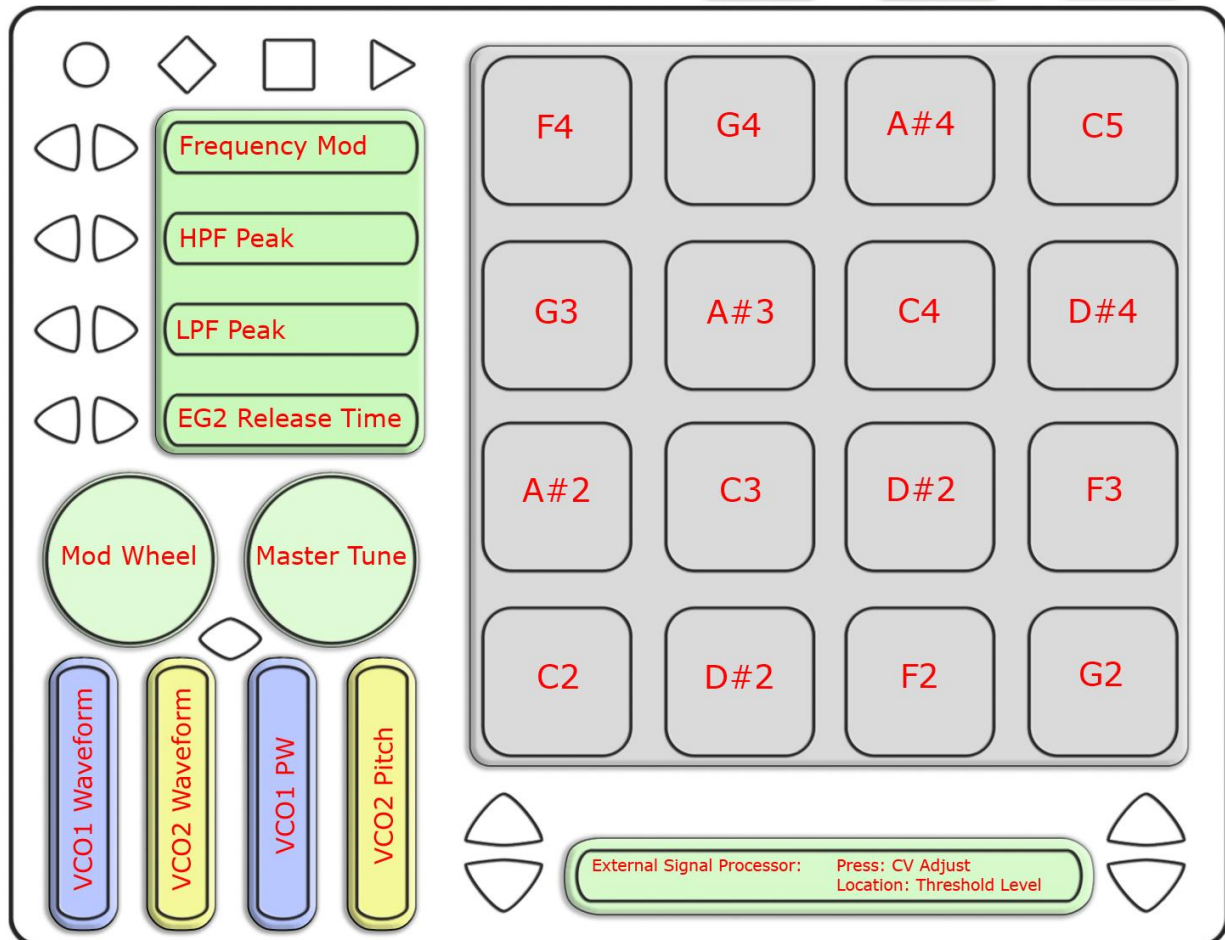 Frequency Mod
HPF Peak
LPF Peak
EG2 Release Time
Mod Wheel
Master Tune
VCO1 Waveform
VCO2 Waveform
VCO1 PW
VCO2 Pitch
F4
G4
A#4
C5
G3
A#3
C4
D#4
A#2
C3
D#2
F3
C2
D#2
F2
G2
External Signal Processor: Press: CV Adjust
Location: Threshold Level